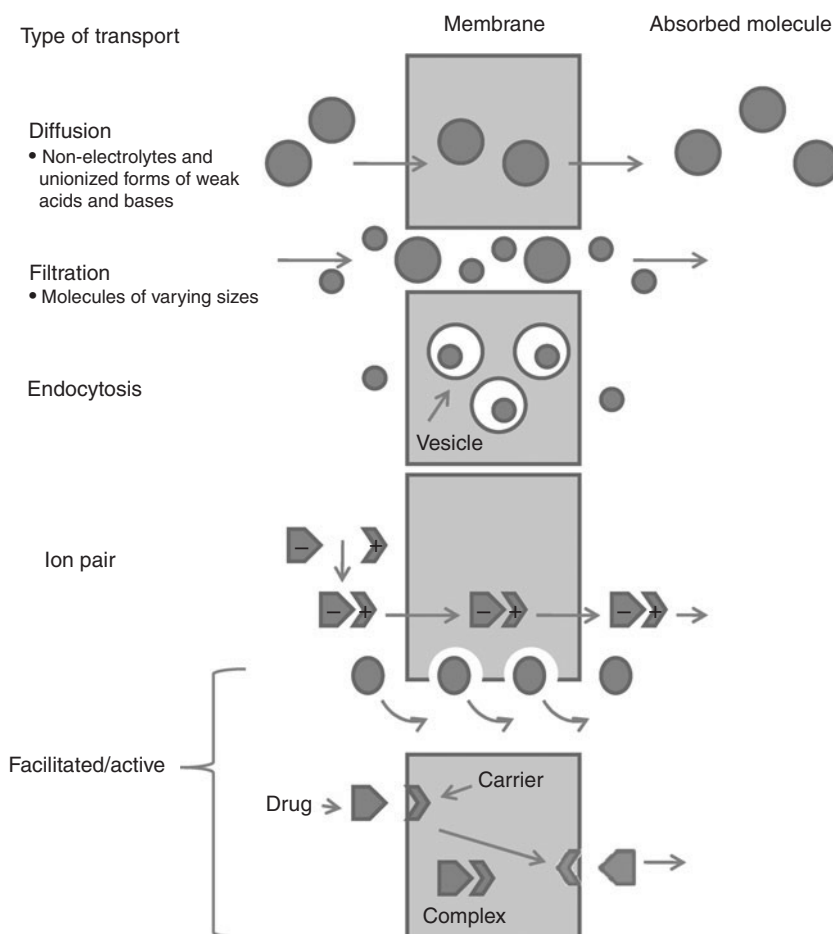 Type of transport
Membrane
Absorbed molecule
Diffusion
• Non-electrolytes and
unionized forms of weak
acids and bases
Filtration
• Molecules of varying sizes
Endocytosis
Vesicle
Ion pair
− +
− + − + − +
Facilitated/active
Drug
Carrier
Complex